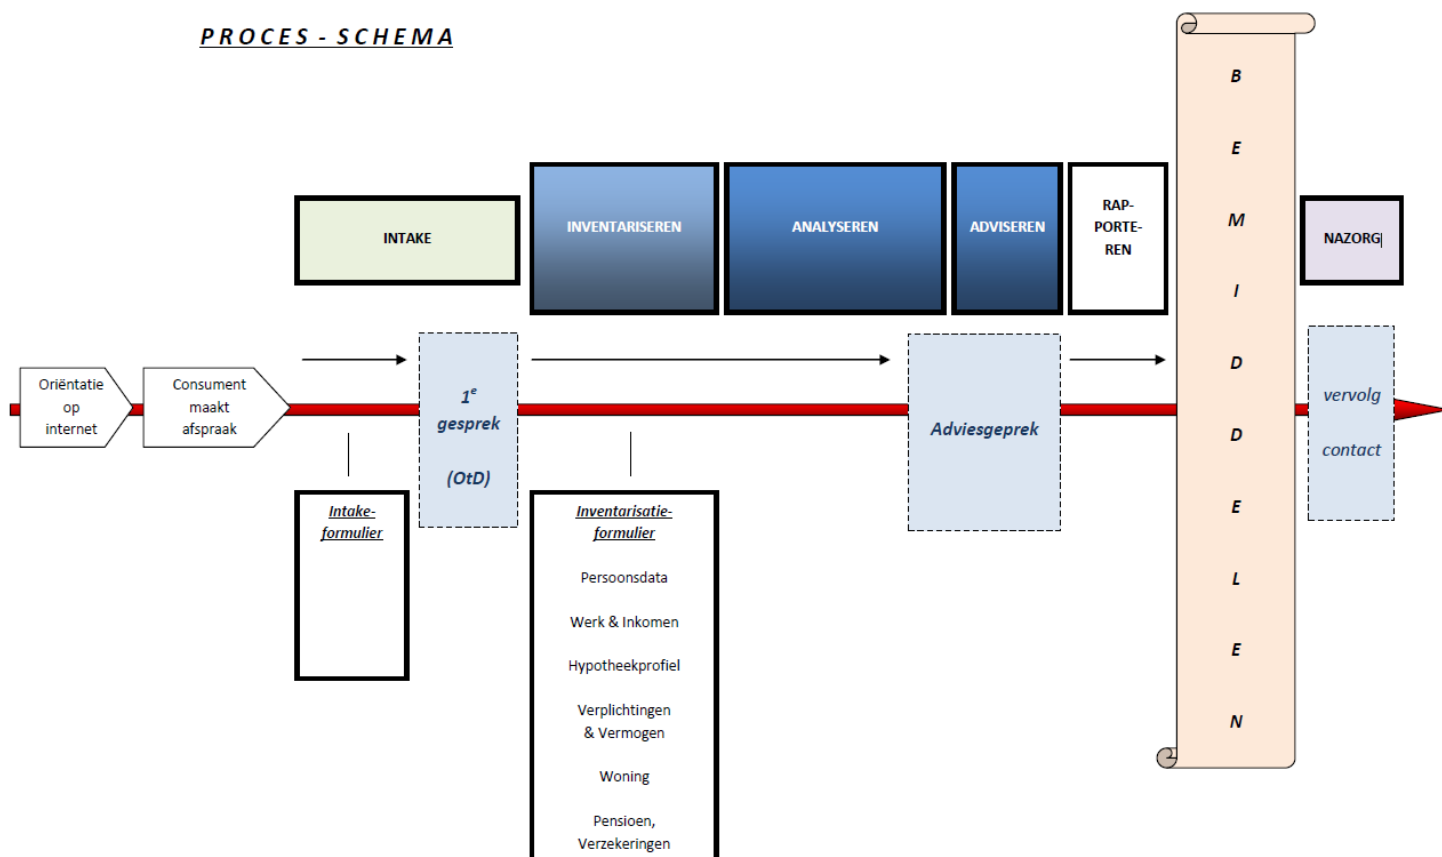 PROCES - SCHEMA
INTAKE
INVENTARISEREN
ANALYSEREN
ADVISEREN
RAP-
PORTE-
REN
B
E
M
I
D
D
E
L
E
N
NAZORG
Oriëntatie
op
internet
Consument
maakt
afspraak
1e
gesprek
(OtD)
Adviesgeprek
vervolg
contact
Intake-
formulier
Inventarisatie-
formulier
Persoonsdata
Werk & Inkomen
Hypotheekprofiel
Verplichtingen
& Vermogen
Woning
Pensioen,
Verzekeringen